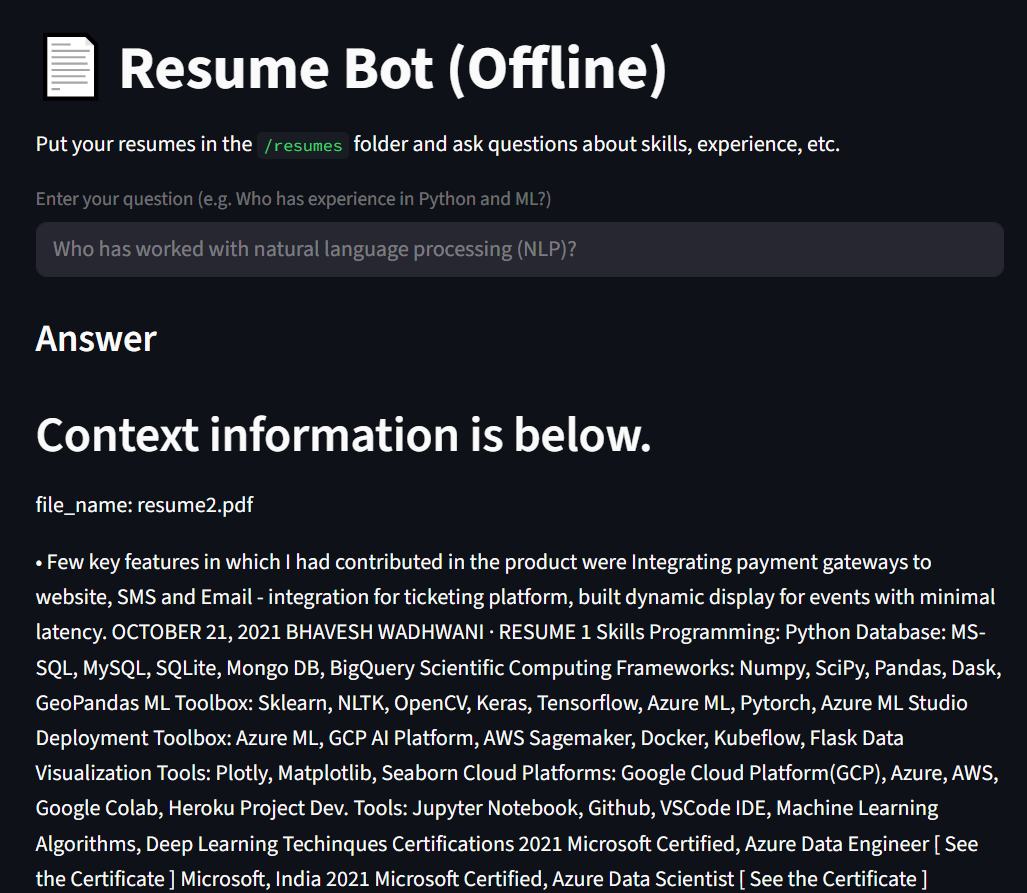 Resume Bot (Offline)
Put your resumes in the /resumes folder and ask questions about skills, experience, etc.
Enter your question (e.g. Who has experience in Python and ML?)
Who has worked with natural language processing (NLP)?
Answer
Context information is below.
file_name: resume2.pdf
• Few key features in which I had contributed in the product were Integrating payment gateways to
website, SMS and Email - integration for ticketing platform, built dynamic display for events with minimal
latency. OCTOBER 21, 2021 BHAVESH WADHWANI · RESUME 1 Skills Programming: Python Database: MS-
SQL, MySQL, SQLite, Mongo DB, BigQuery Scientific Computing Frameworks: Numpy, SciPy, Pandas, Dask,
GeoPandas ML Toolbox: Sklearn, NLTK, OpenCV, Keras, Tensorflow, Azure ML, Pytorch, Azure ML Studio
Deployment Toolbox: Azure ML, GCP AI Platform, AWS Sagemaker, Docker, Kubeflow, Flask Data
Visualization Tools: Plotly, Matplotlib, Seaborn Cloud Platforms: Google Cloud Platform(GCP), Azure, AWS,
Google Colab, Heroku Project Dev. Tools: Jupyter Notebook, Github, VSCode IDE, Machine Learning
Algorithms, Deep Learning Techinques Certifications 2021 Microsoft Certified, Azure Data Engineer [ See
the Certificate ] Microsoft, India 2021 Microsoft Certified, Azure Data Scientist [ See the Certificate ]